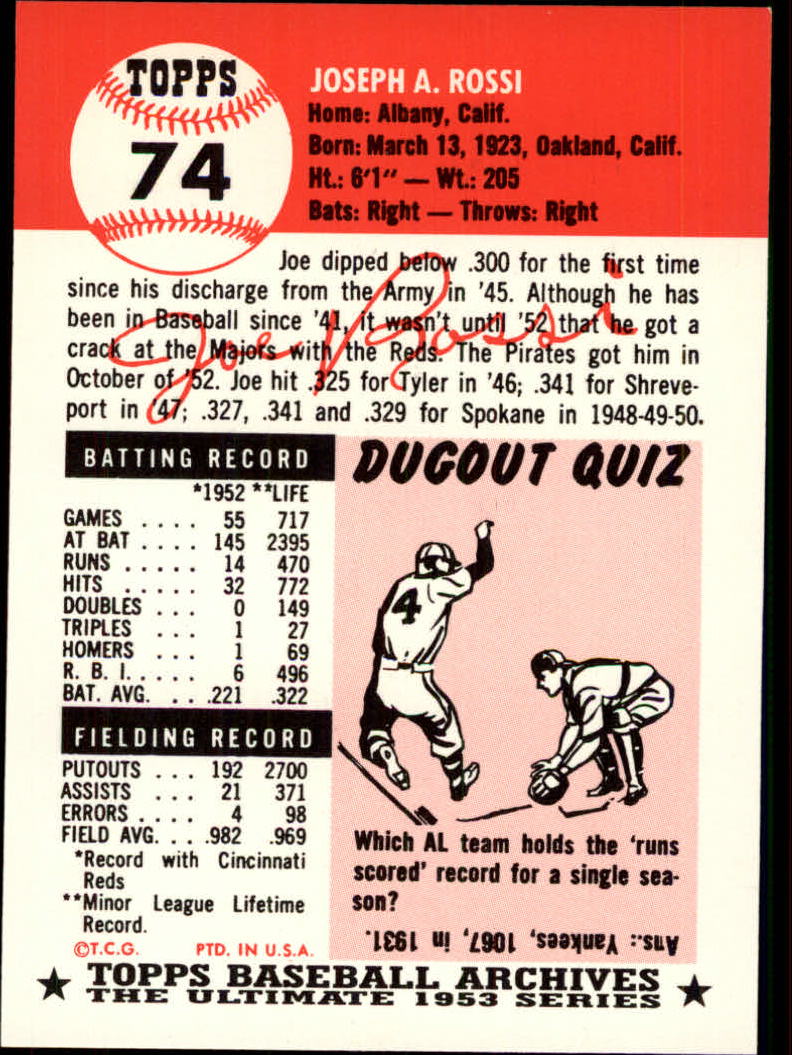 TOPPS
74
JOSEPH A. ROSSI
Home: Albany, Calif.
Born: March 13, 1923, Oakland, Calif.
Ht.: 6'1" — Wt.: 205
Bats: Right — Throws: Right
Joe dipped below .300 for the first time
since his discharge from the Army in '45. Although he has
been in Baseball since '41, it wasn't until '52 that he got a
crack at the Majors with the Reds. The Pirates got him in
October of '52. Joe hit .325 for Tyler in '46; .341 for Shreve-
port in '47; .327, .341 and .329 for Spokane in 1948-49-50.
Joe Rossi
BATTING RECORD
*1952 **LIFE
GAMES .... 55 717
AT BAT .... 145 2395
RUNS ..... 14 470
HITS ..... 32 772
DOUBLES ... 0 149
TRIPLES ... 1 27
HOMERS ... 1 69
R. B. I. .... 6 496
BAT. AVG. ... .221 .322
FIELDING RECORD
PUTOUTS ... 192 2700
ASSISTS ... 21 371
ERRORS .... 4 98
FIELD AVG. ... .982 .969
*Record with Cincinnati
Reds
**Minor League Lifetime
Record.
©T.C.G. PTD. IN U.S.A.
DUGOUT QUIZ
4
Which AL team holds the 'runs
scored' record for a single sea-
son?
Ans.: Yankees, 1067, in 1931.
TOPPS BASEBALL ARCHIVES
THE ULTIMATE 1953 SERIES